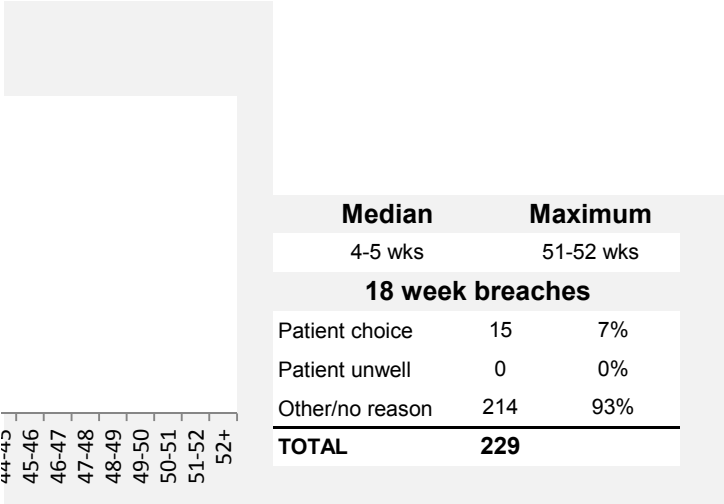 Median Maximum
4-5 wks 51-52 wks
18 week breaches
Patient choice 15 7%
Patient unwell 0 0%
Other/no reason 214 93%
TOTAL 229
44-45
45-46
46-47
47-48
48-49
49-50
50-51
51-52
52+